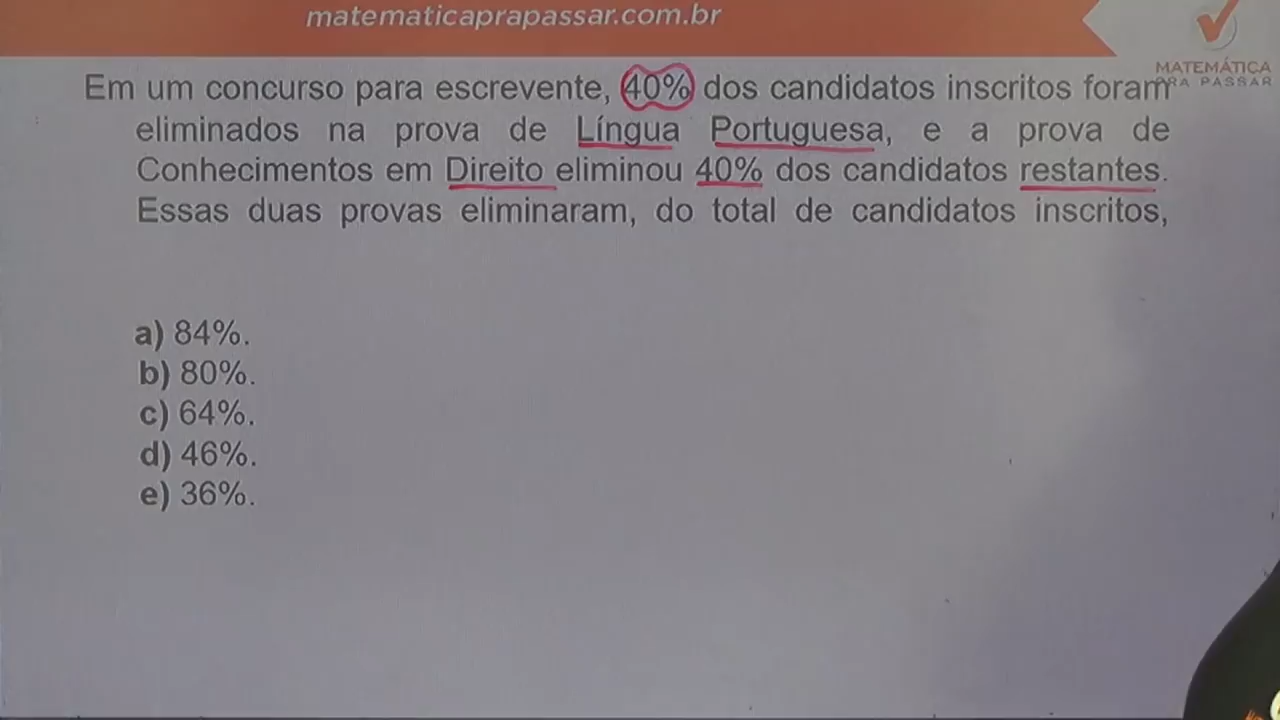 matematicaprapassar.com.br
MATEMÁTICA
PRA PASSAR
Em um concurso para escrevente, 40% dos candidatos inscritos foram
eliminados na prova de Língua Portuguesa, e a prova de
Conhecimentos em Direito eliminou 40% dos candidatos restantes.
Essas duas provas eliminaram, do total de candidatos inscritos,
a) 84%.
b) 80%.
c) 64%.
d) 46%.
e) 36%.